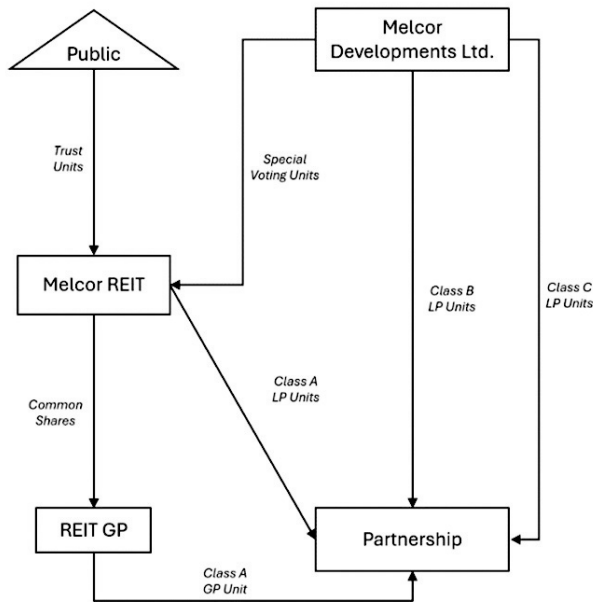 Public
Melcor
Developments Ltd.
Trust
Units
Special
Voting Units
Melcor REIT
Class B
LP Units
Class C
LP Units
Class A
LP Units
Common
Shares
REIT GP
Partnership
Class A
GP Unit